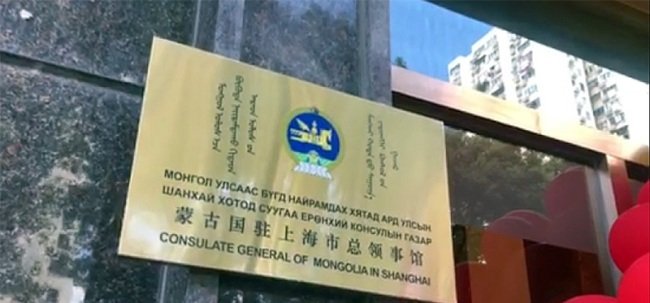 МОНГОЛ УЛСААС БҮГД НАЙРАМДАХ ХЯТАД АРД УЛСЫН
ШАНХАЙ ХОТОД СУУГАА ЕРӨНХИЙ КОНСУЛЫН ГАЗАР
蒙古国驻上海市总领事馆
CONSULATE GENERAL OF MONGOLIA IN SHANGHAI